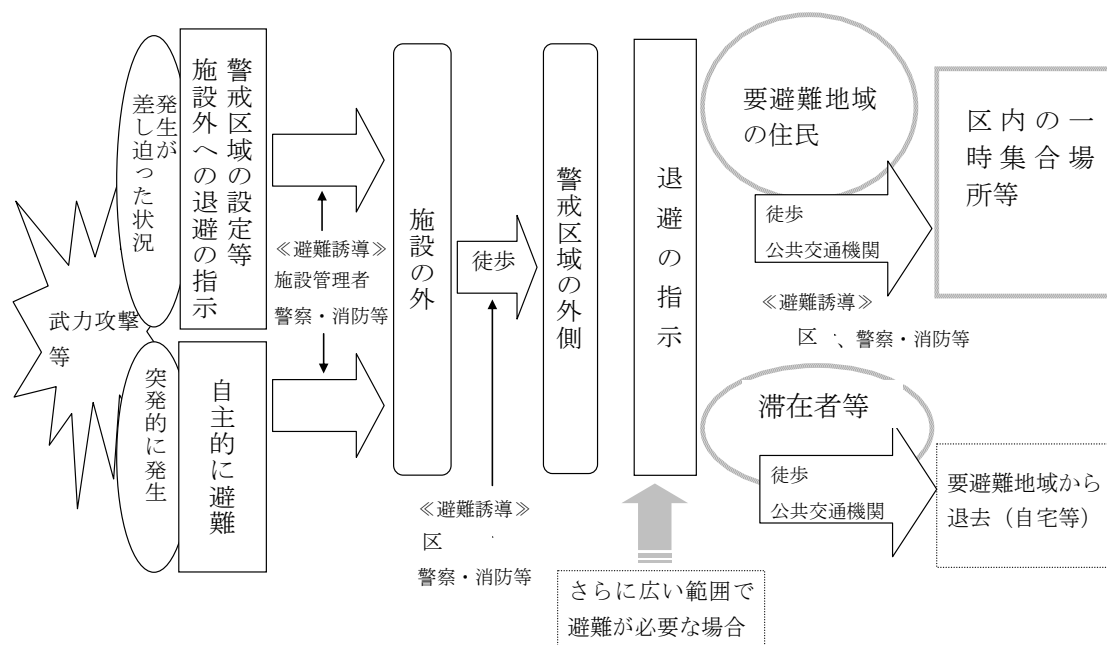 武力攻撃
等
発生が
差し迫った状況
警戒区域の設定等
施設外への退避の指示
突発的に発生
自主的に避難
≪避難誘導≫
施設管理者
警察・消防等
施設の外
徒歩
≪避難誘導≫
区
警察・消防等
警戒区域の外側
退避の指示
さらに広い範囲で
避難が必要な場合
要避難地域
の住民
徒歩
公共交通機関
≪避難誘導≫
区 、警察・消防等
区内の一
時集合場
所等
滞在者等
徒歩
公共交通機関
要避難地域から
退去（自宅等）